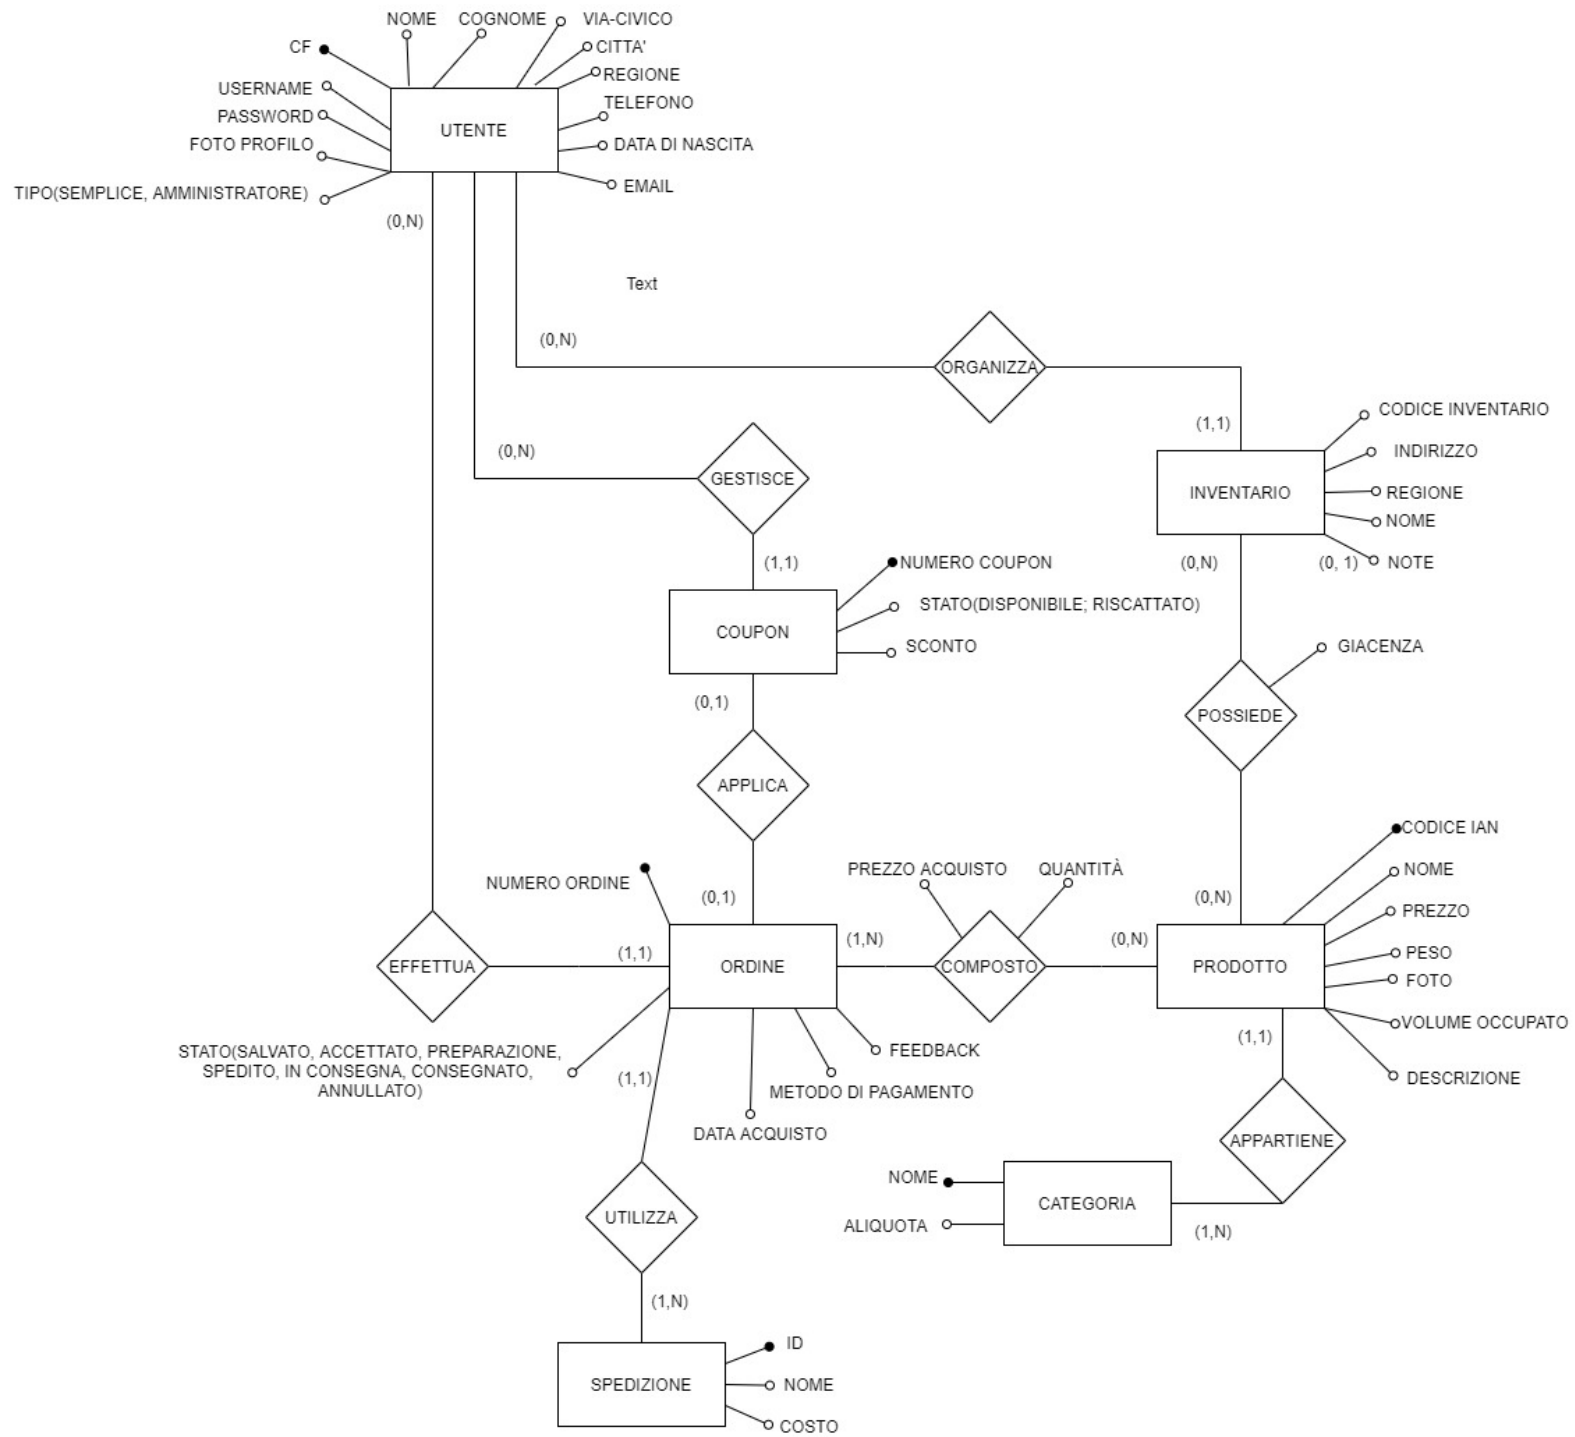 NOME
COGNOME
VIA-CIVICO
CF
CITTA'
REGIONE
USERNAME
TELEFONO
PASSWORD
UTENTE
FOTO PROFILO
DATA DI NASCITA
TIPO(SEMPLICE, AMMINISTRATORE)
EMAIL
(0,N)
Text
(0,N)
ORGANIZZA
(1,1)
CODICE INVENTARIO
(0,N)
GESTISCE
INDIRIZZO
INVENTARIO
REGIONE
NOME
(1,1)
NUMERO COUPON
(0,N)
(0, 1)
NOTE
STATO(DISPONIBILE; RISCATTATO)
COUPON
SCONTO
GIACENZA
(0,1)
POSSIEDE
APPLICA
CODICE IAN
NUMERO ORDINE
PREZZO ACQUISTO
QUANTITÀ
NOME
(0,1)
(0,N)
PREZZO
(1,1)
(1,N)
(0,N)
PESO
EFFETTUA
ORDINE
COMPOSTO
PRODOTTO
FOTO
VOLUME OCCUPATO
STATO(SALVATO, ACCETTATO, PREPARAZIONE,
SPEDITO, IN CONSEGNA, CONSEGNATO,
ANNULLATO)
(1,1)
FEEDBACK
(1,1)
DESCRIZIONE
METODO DI PAGAMENTO
DATA ACQUISTO
APPARTIENE
NOME
CATEGORIA
ALIQUOTA
(1,N)
UTILIZZA
(1,N)
ID
SPEDIZIONE
NOME
COSTO